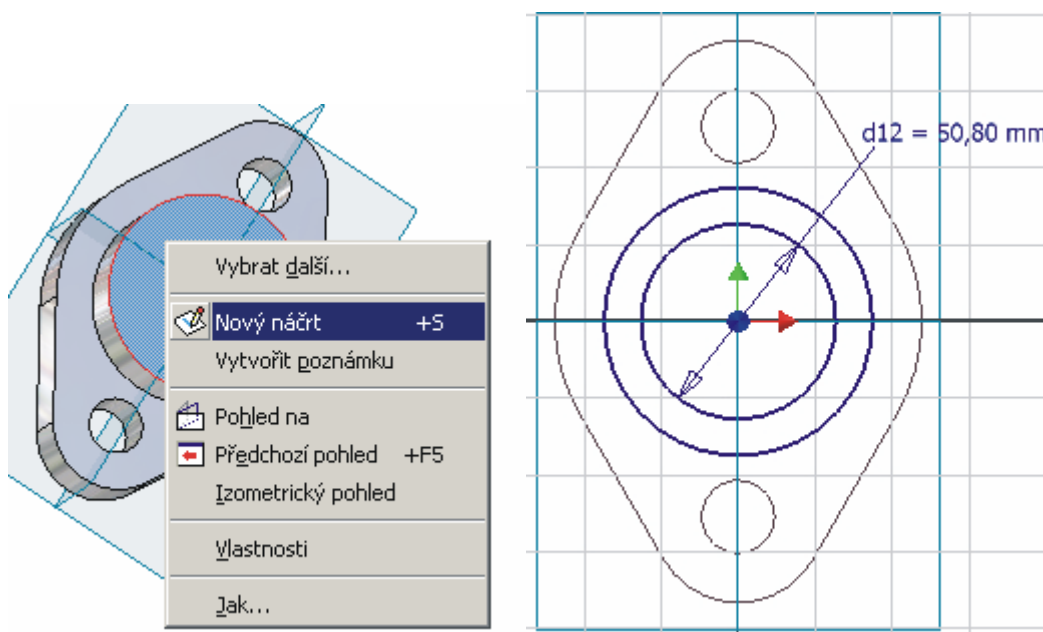 Vybrat další...
Nový náčrt +S
Vytvořit poznámku
Pohled na
Předchozí pohled +F5
Izometrický pohled
Vlastnosti
Jak...
d12 = 50,80 mm